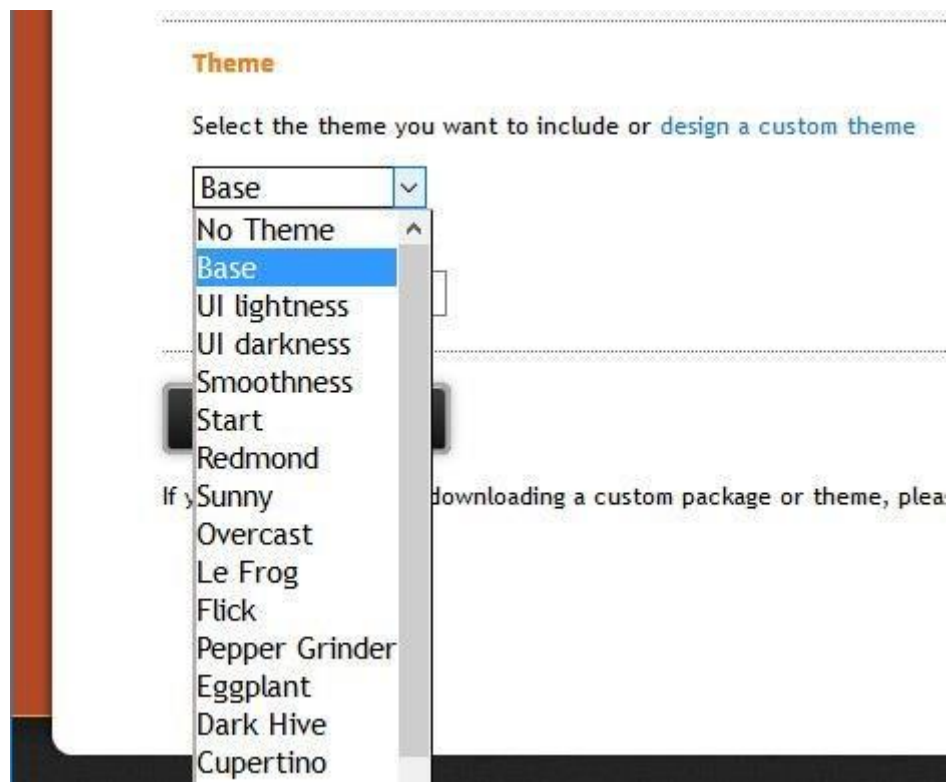 Theme
Select the theme you want to include or design a custom theme
Base
No Theme
Base
UI lightness
UI darkness
Smoothness
Start
Redmond
If y
Sunny
downloading a custom package or theme, plea
Overcast
Le Frog
Flick
Pepper Grinder
Eggplant
Dark Hive
Cupertino